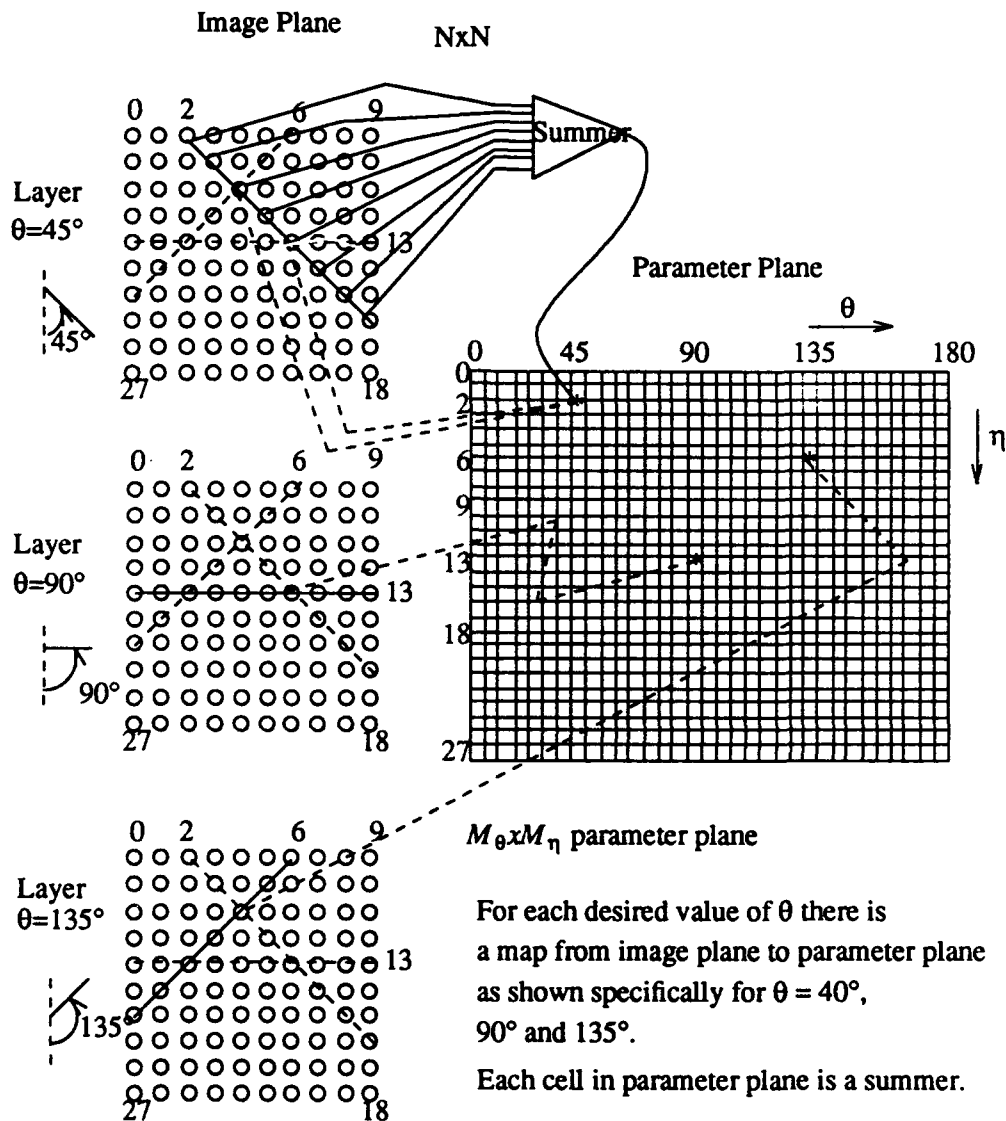 Image Plane
NxN
0 2 6 9
Summer
Layer
θ=45°
13
45°
27 18
Parameter Plane
θ
0 45 90 135 180
0
2
6
9
13
18
27
η
0 2 6 9
Layer
θ=90°
13
90°
27 18
0 2 6 9
Layer
θ=135°
13
135°
27 18
MθxMη parameter plane
For each desired value of θ there is
a map from image plane to parameter plane
as shown specifically for θ = 40°,
90° and 135°.
Each cell in parameter plane is a summer.